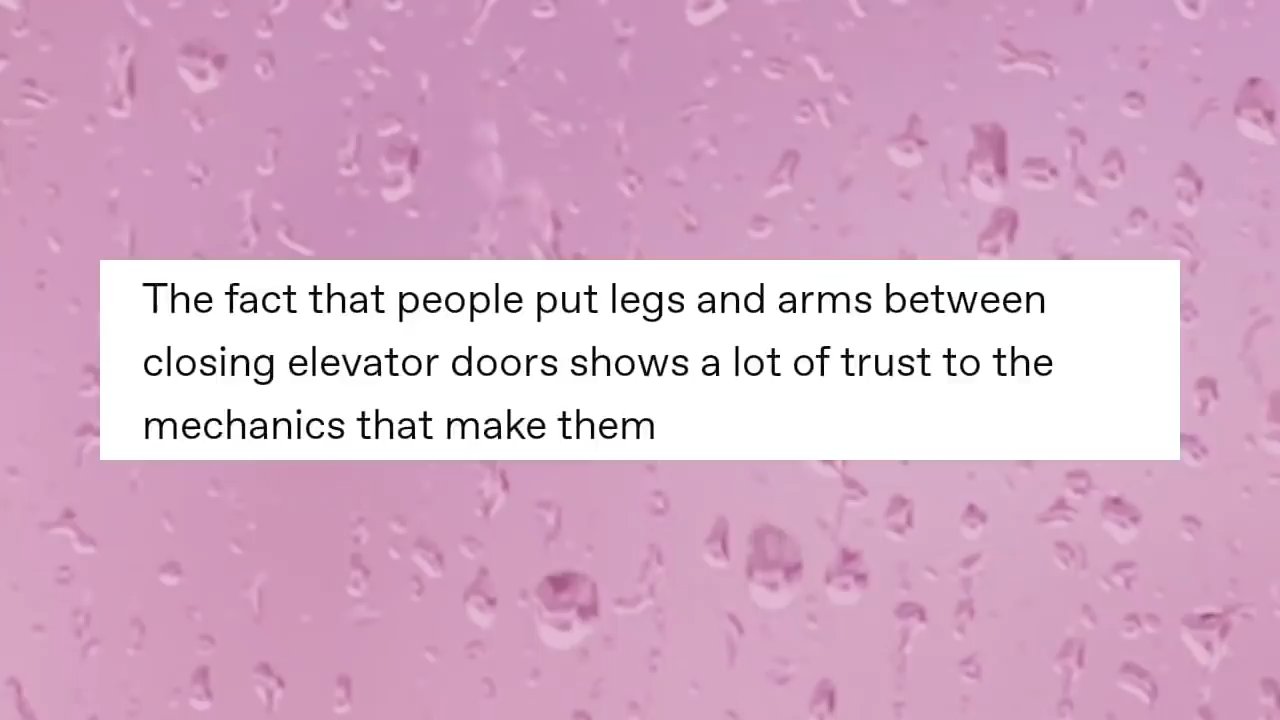 The fact that people put legs and arms between
closing elevator doors shows a lot of trust to the
mechanics that make them